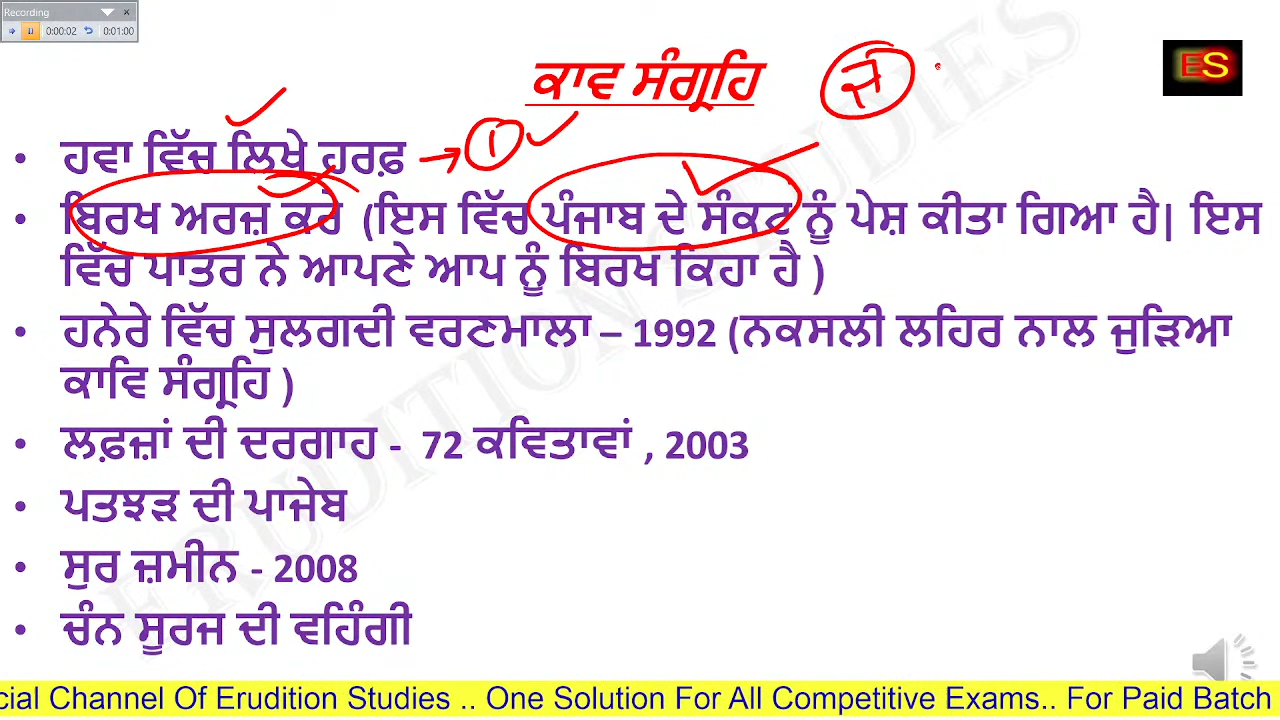 Recording
0:00:02 0:01:00
ES
ਕਾਵ ਸੰਗ੍ਰਹਿ
ਹਵਾ ਵਿੱਚ ਲਿਖੇ ਹਰਫ਼
ਬਿਰਖ ਅਰਜ਼ ਕਰੇ (ਇਸ ਵਿੱਚ ਪੰਜਾਬ ਦੇ ਸੰਕਟ ਨੂੰ ਪੇਸ਼ ਕੀਤਾ ਗਿਆ ਹੈ| ਇਸ
ਵਿੱਚ ਪਾਤਰ ਨੇ ਆਪਣੇ ਆਪ ਨੂੰ ਬਿਰਖ ਕਿਹਾ ਹੈ )
ਹਨੇਰੇ ਵਿੱਚ ਸੁਲਗਦੀ ਵਰਣਮਾਲਾ – 1992 (ਨਕਸਲੀ ਲਹਿਰ ਨਾਲ ਜੁੜਿਆ
ਕਾਵਿ ਸੰਗ੍ਰਹਿ )
ਲਫ਼ਜ਼ਾਂ ਦੀ ਦਰਗਾਹ - 72 ਕਵਿਤਾਵਾਂ , 2003
ਪਤਝੜ ਦੀ ਪਾਜੇਬ
ਸੁਰ ਜ਼ਮੀਨ - 2008
ਚੰਨ ਸੂਰਜ ਦੀ ਵਹਿੰਗੀ
ERUDITION STUDIES
cial Channel Of Erudition Studies .. One Solution For All Competitive Exams.. For Paid Batch